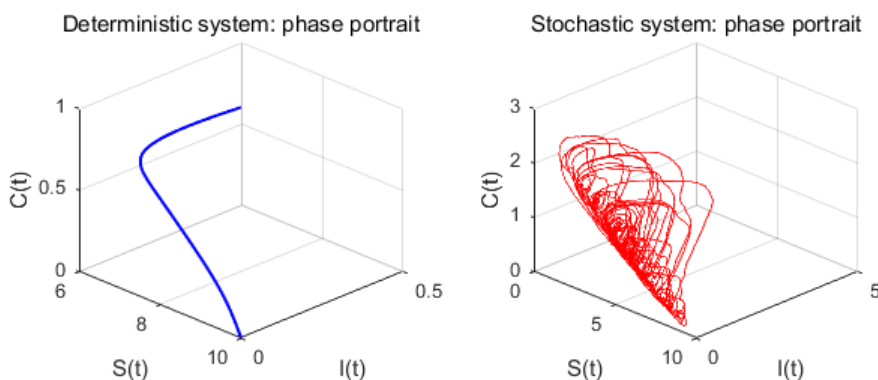 Deterministic system: phase portrait
C(t)
1
0.5
0
6
8
10
S(t)
0
0.5
I(t)
Stochastic system: phase portrait
C(t)
3
2
1
0
0
5
10
S(t)
0
5
I(t)